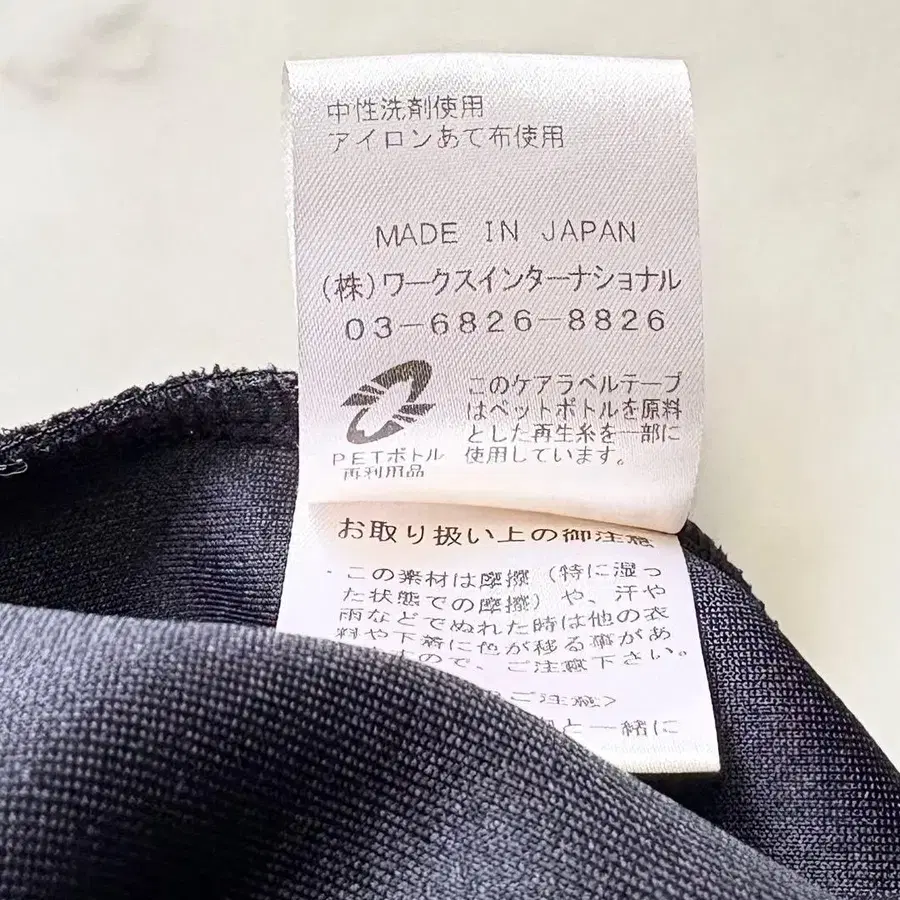 中性洗剤使用
アイロンあて布使用
MADE IN JAPAN
(株)ワークスインターナショナル
03-6826-8826
PETボトル
再利用品
このケアラベルテープ
はペットボトルを原料
とした再生糸を一部に
使用しています。
お取り扱い上の御注意
・この素材は摩擦(特に湿っ
た状態での摩擦)や、汗や
雨などでぬれた時は他の衣
料や下着に色が移る事があ
ので、ご注意下さい。
ご注意>
と一緒に